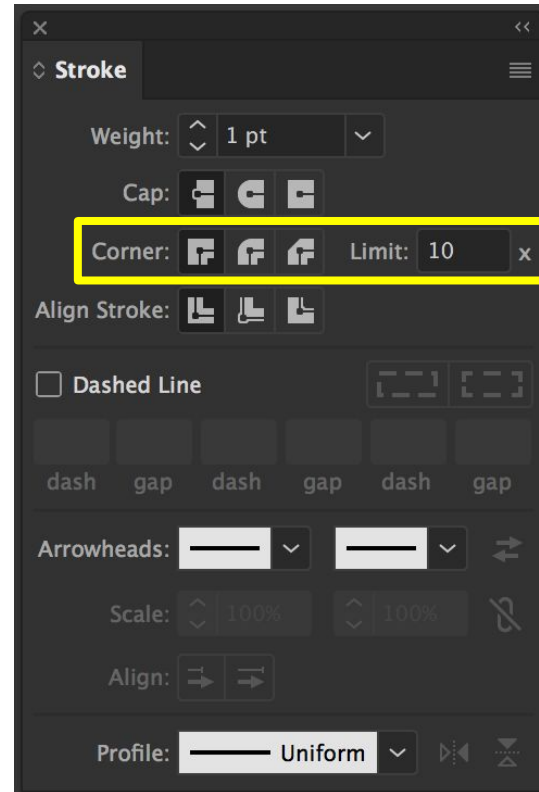 Stroke
Weight: 1 pt
Cap:
Corner: Limit: 10 x
Align Stroke:
Dashed Line
dash gap dash gap dash gap
Arrowheads:
Scale: 100% 100%
Align:
Profile: Uniform